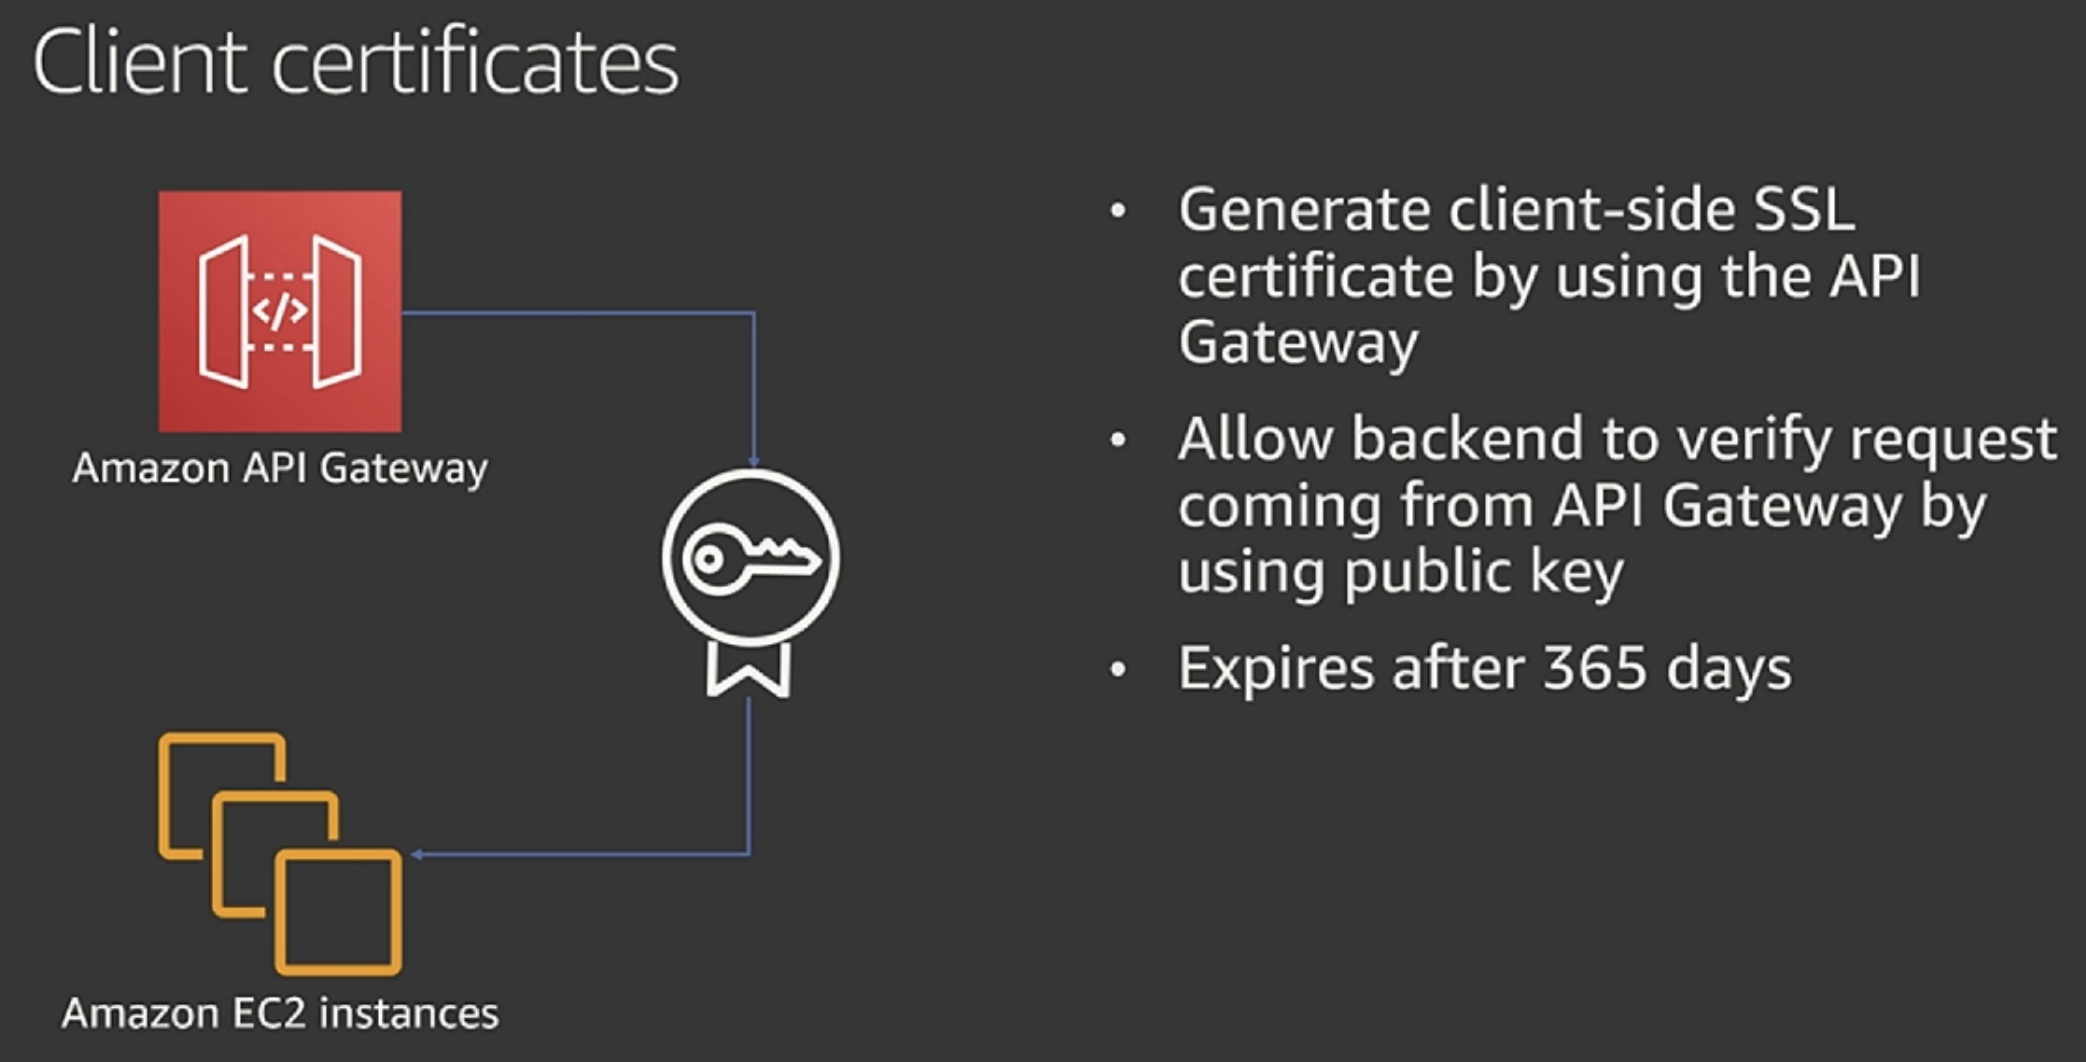 Client certificates
</>
Amazon API Gateway
Amazon EC2 instances
• Generate client-side SSL
certificate by using the API
Gateway
• Allow backend to verify request
coming from API Gateway by
using public key
• Expires after 365 days